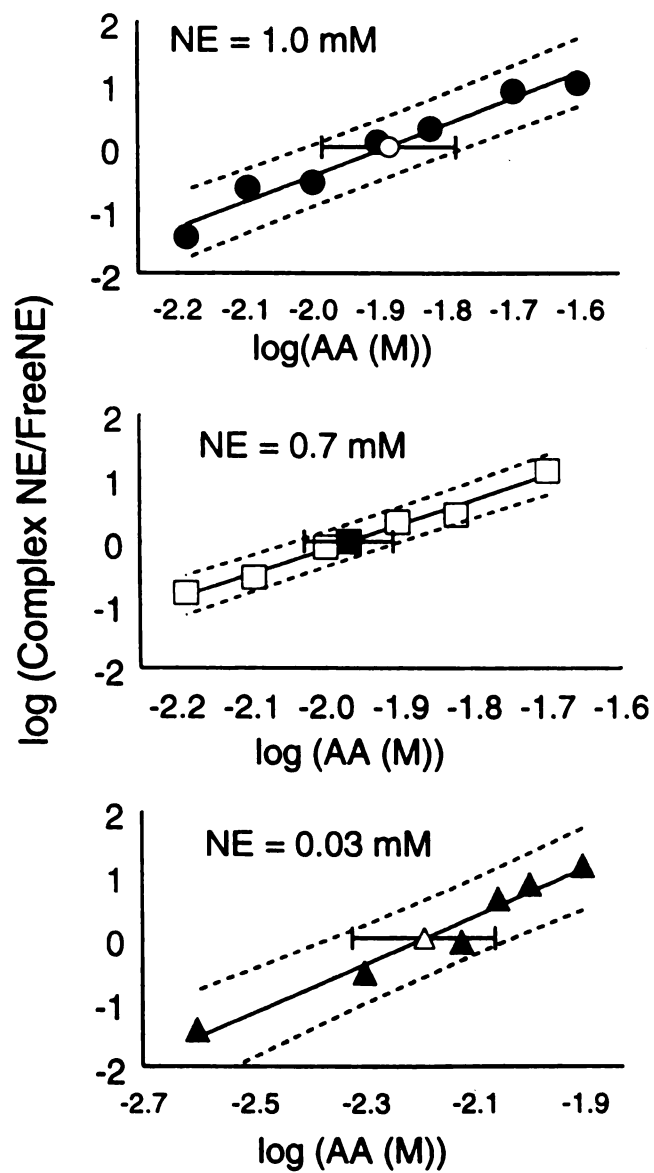 2
NE = 1.0 mM
1
0
-1
-2
-2.2 -2.1 -2.0 -1.9 -1.8 -1.7 -1.6
log(AA (M))
log (Complex NE/FreeNE)
2
NE = 0.7 mM
1
0
-1
-2
-2.2 -2.1 -2.0 -1.9 -1.8 -1.7 -1.6
log (AA (M))
2
NE = 0.03 mM
1
0
-1
-2
-2.7 -2.5 -2.3 -2.1 -1.9
log (AA (M))